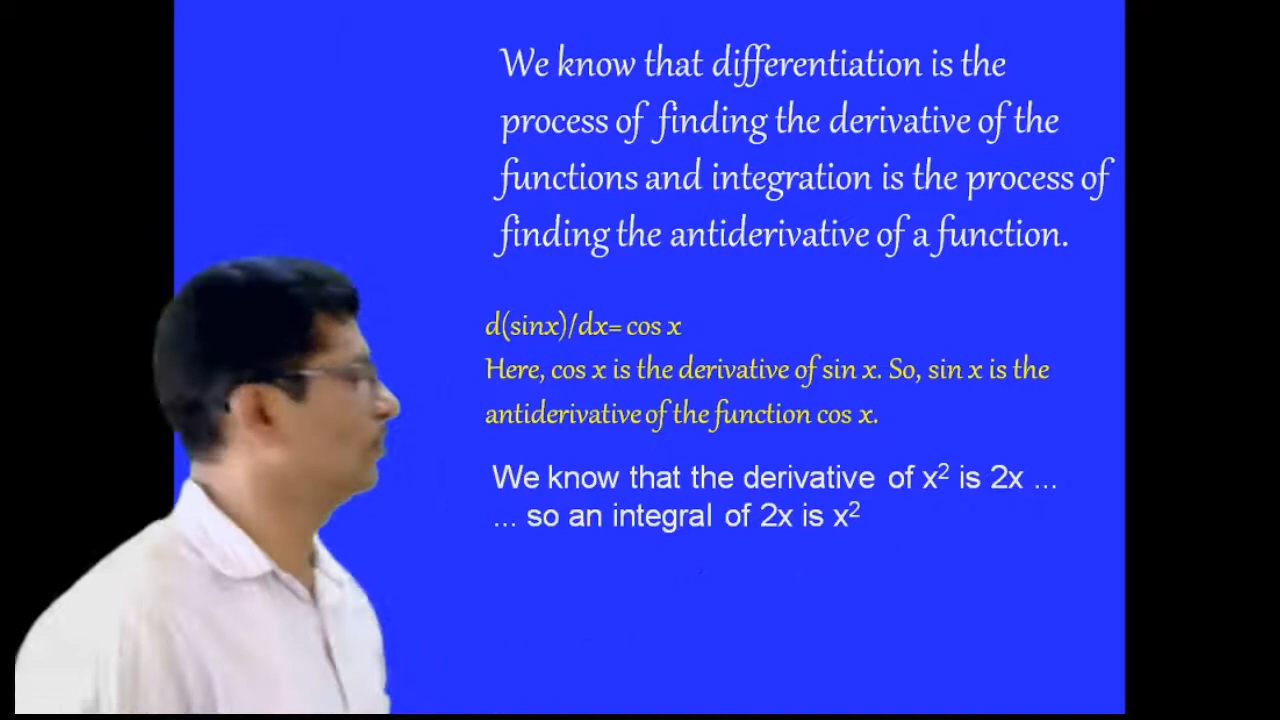 We know that differentiation is the
process of finding the derivative of the
functions and integration is the process of
finding the antiderivative of a function.
d(sinx)/dx= cos x
Here, cos x is the derivative of sin x. So, sin x is the
antiderivative of the function cos x.
We know that the derivative of x² is 2x ...
... so an integral of 2x is x²